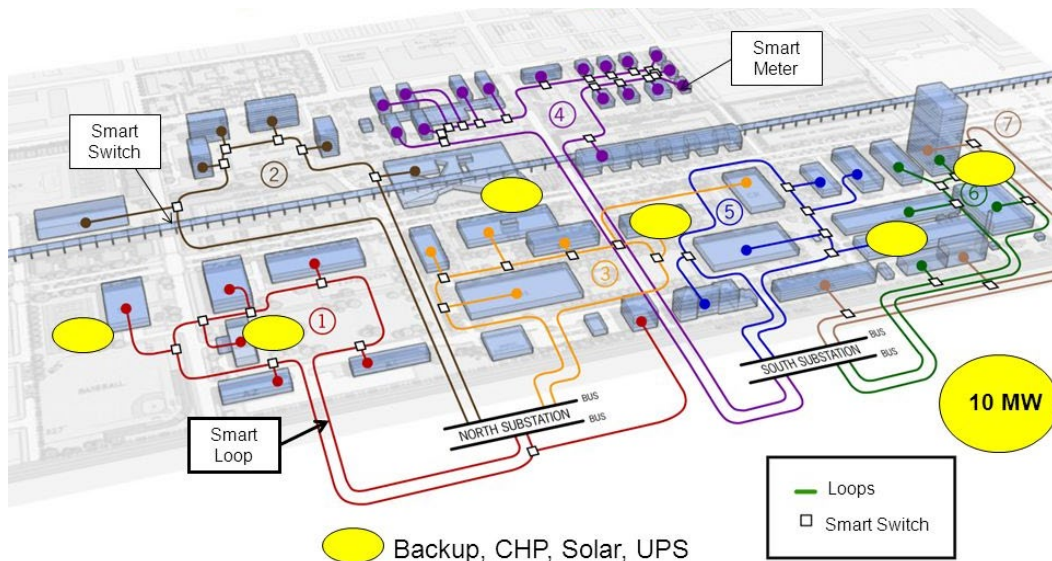 Smart
Meter
Smart
Switch
4
7
2
6
5
3
1
SOUTH SUBSTATION
BUS
BUS
10 MW
NORTH SUBSTATION
BUS
BUS
Smart
Loop
Loops
Smart Switch
Backup, CHP, Solar, UPS